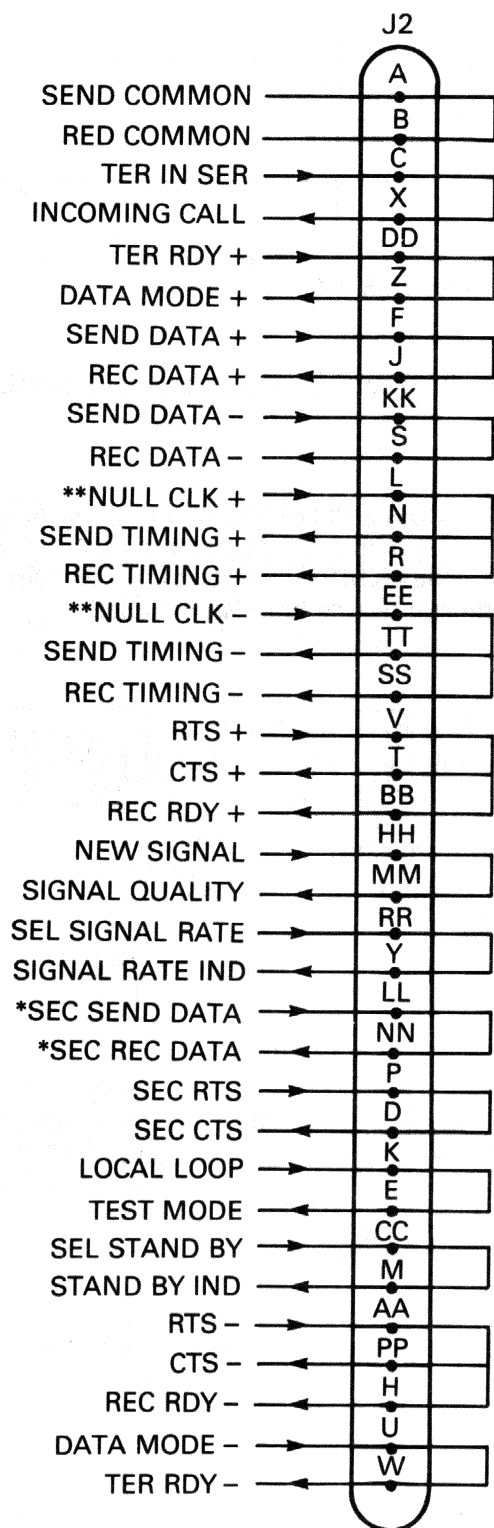 J2
A
SEND COMMON
B
RED COMMON
C
TER IN SER
X
INCOMING CALL
DD
TER RDY +
Z
DATA MODE +
F
SEND DATA +
J
REC DATA +
KK
SEND DATA –
S
REC DATA –
L
**NULL CLK +
N
SEND TIMING +
R
REC TIMING +
EE
**NULL CLK –
TT
SEND TIMING –
SS
REC TIMING –
V
RTS +
T
CTS +
BB
REC RDY +
HH
NEW SIGNAL
MM
SIGNAL QUALITY
RR
SEL SIGNAL RATE
Y
SIGNAL RATE IND
LL
*SEC SEND DATA
NN
*SEC REC DATA
P
SEC RTS
D
SEC CTS
K
LOCAL LOOP
E
TEST MODE
CC
SEL STAND BY
M
STAND BY IND
AA
RTS –
PP
CTS –
H
REC RDY –
U
DATA MODE –
W
TER RDY –